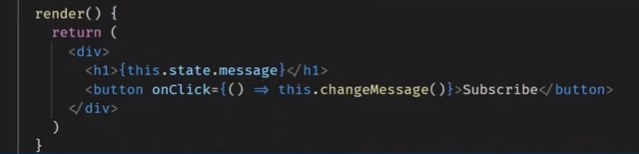 render() {
return (
<div>
<h1>{this.state.message}</h1>
<button onClick={() => this.changeMessage()}>Subscribe</button>
</div>
)
}